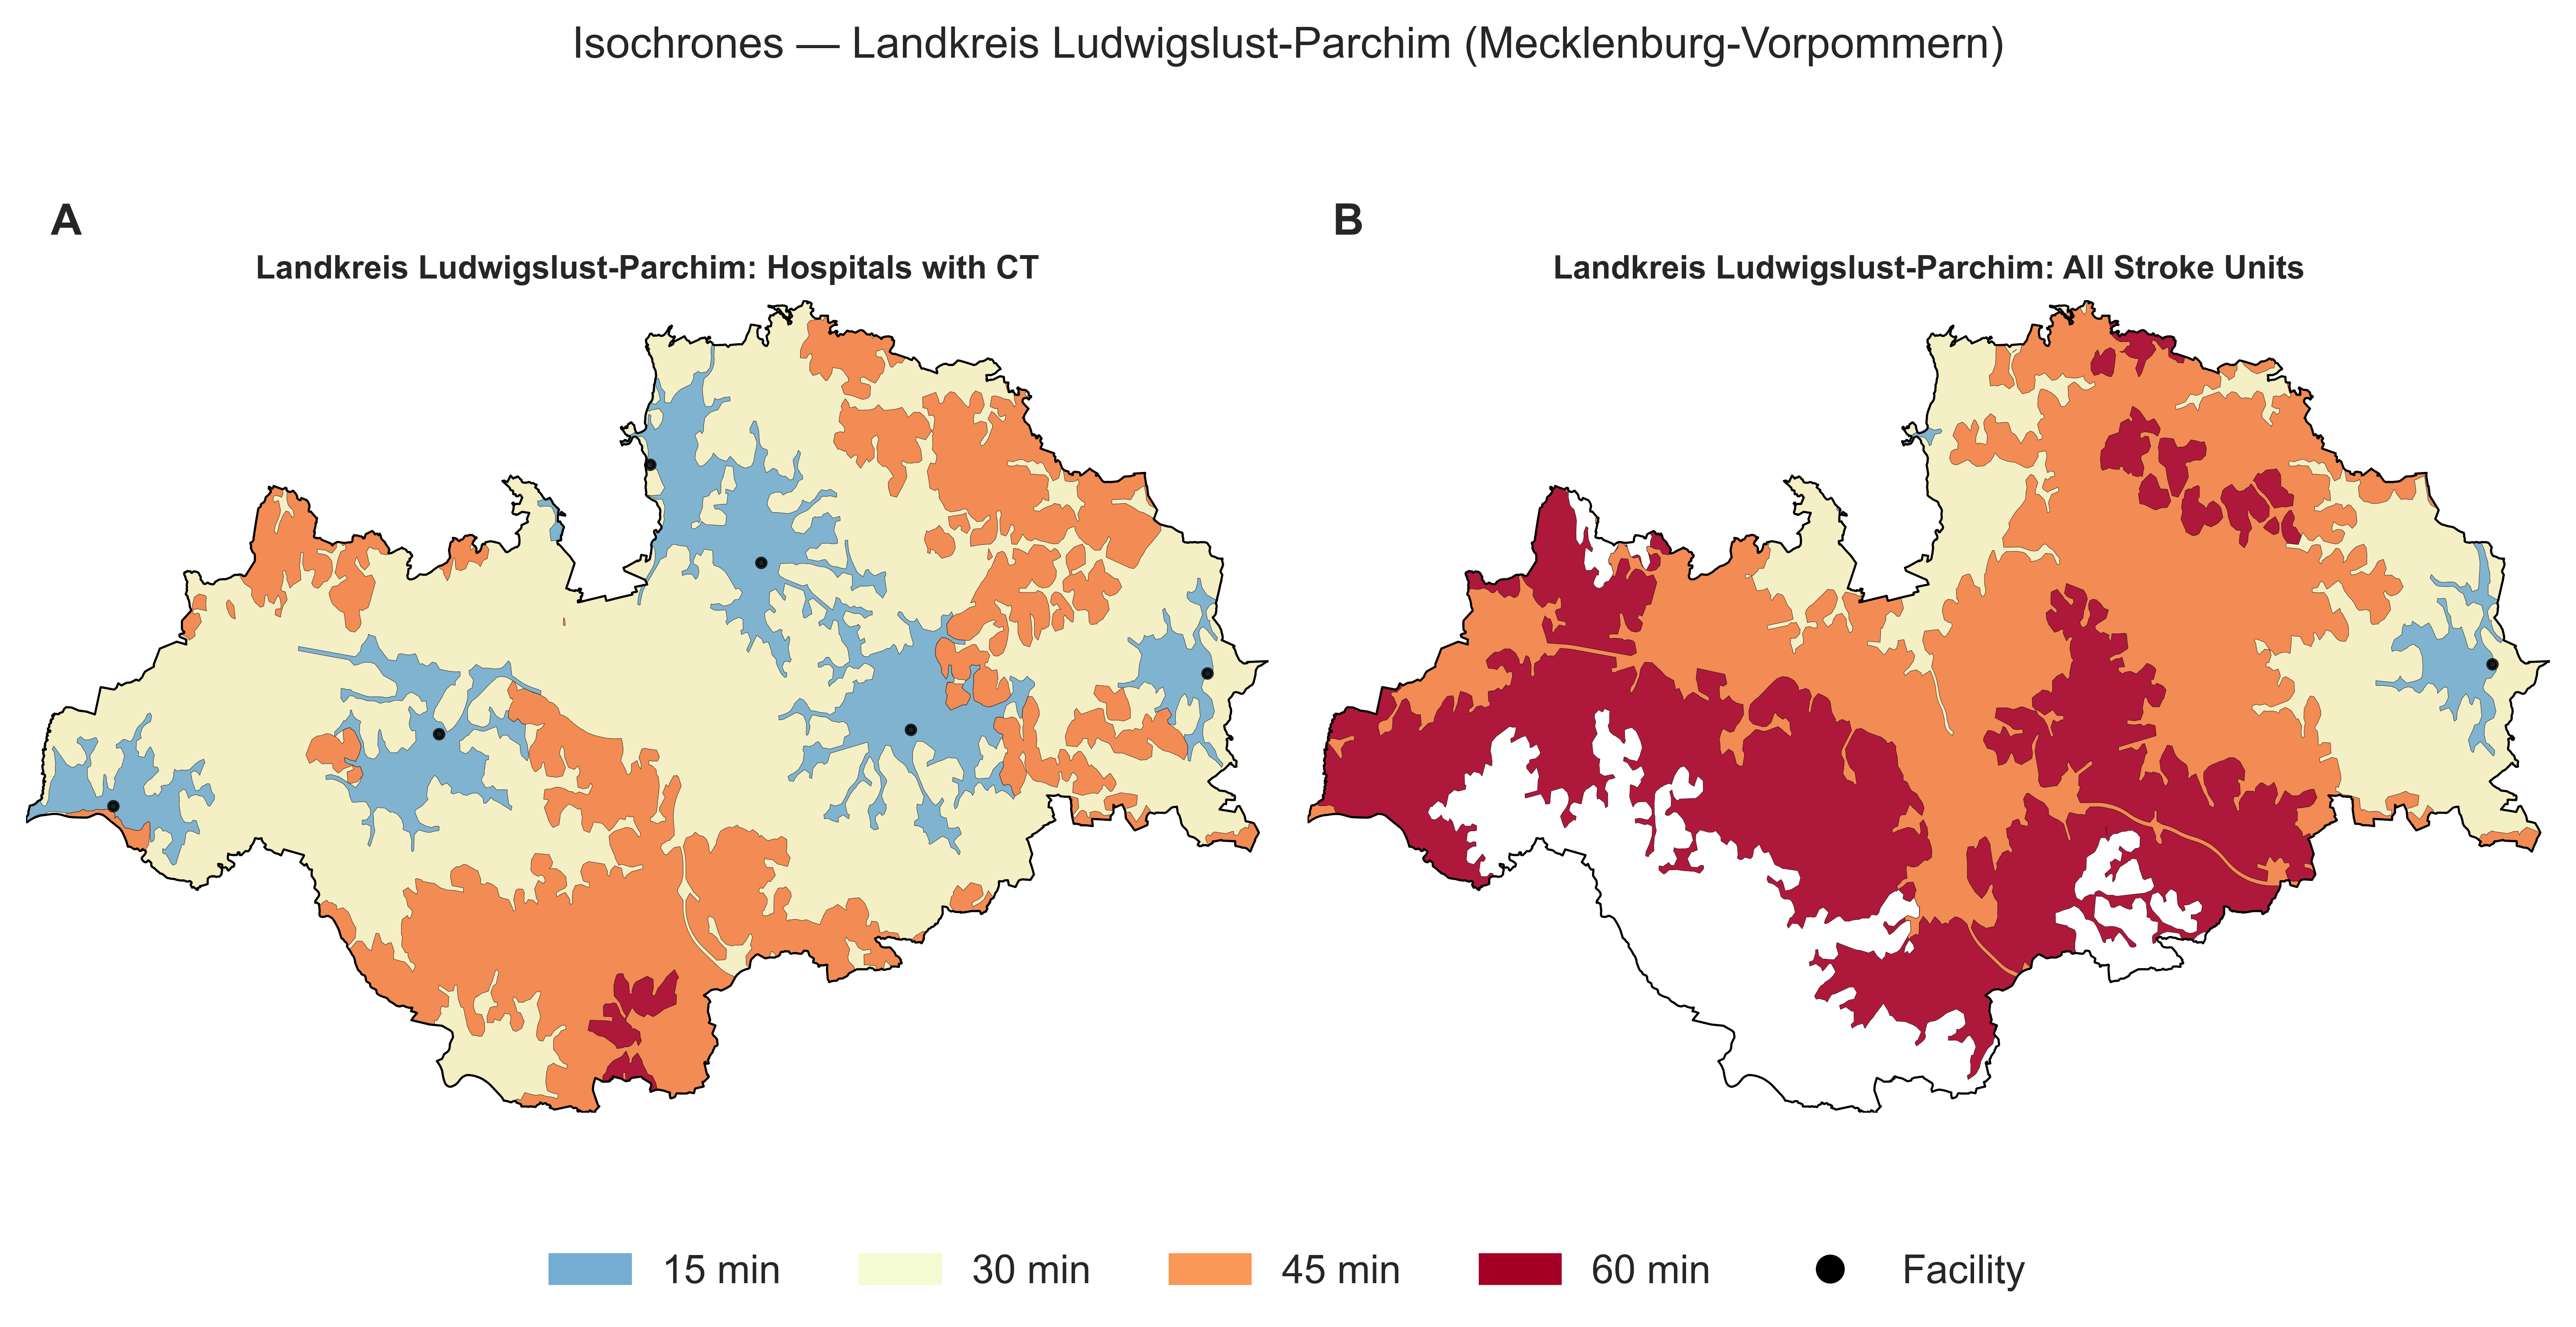 Isochrones — Landkreis Ludwigslust-Parchim (Mecklenburg-Vorpommern)
A
Landkreis Ludwigslust-Parchim: Hospitals with CT
B
Landkreis Ludwigslust-Parchim: All Stroke Units
15 min
30 min
45 min
60 min
Facility